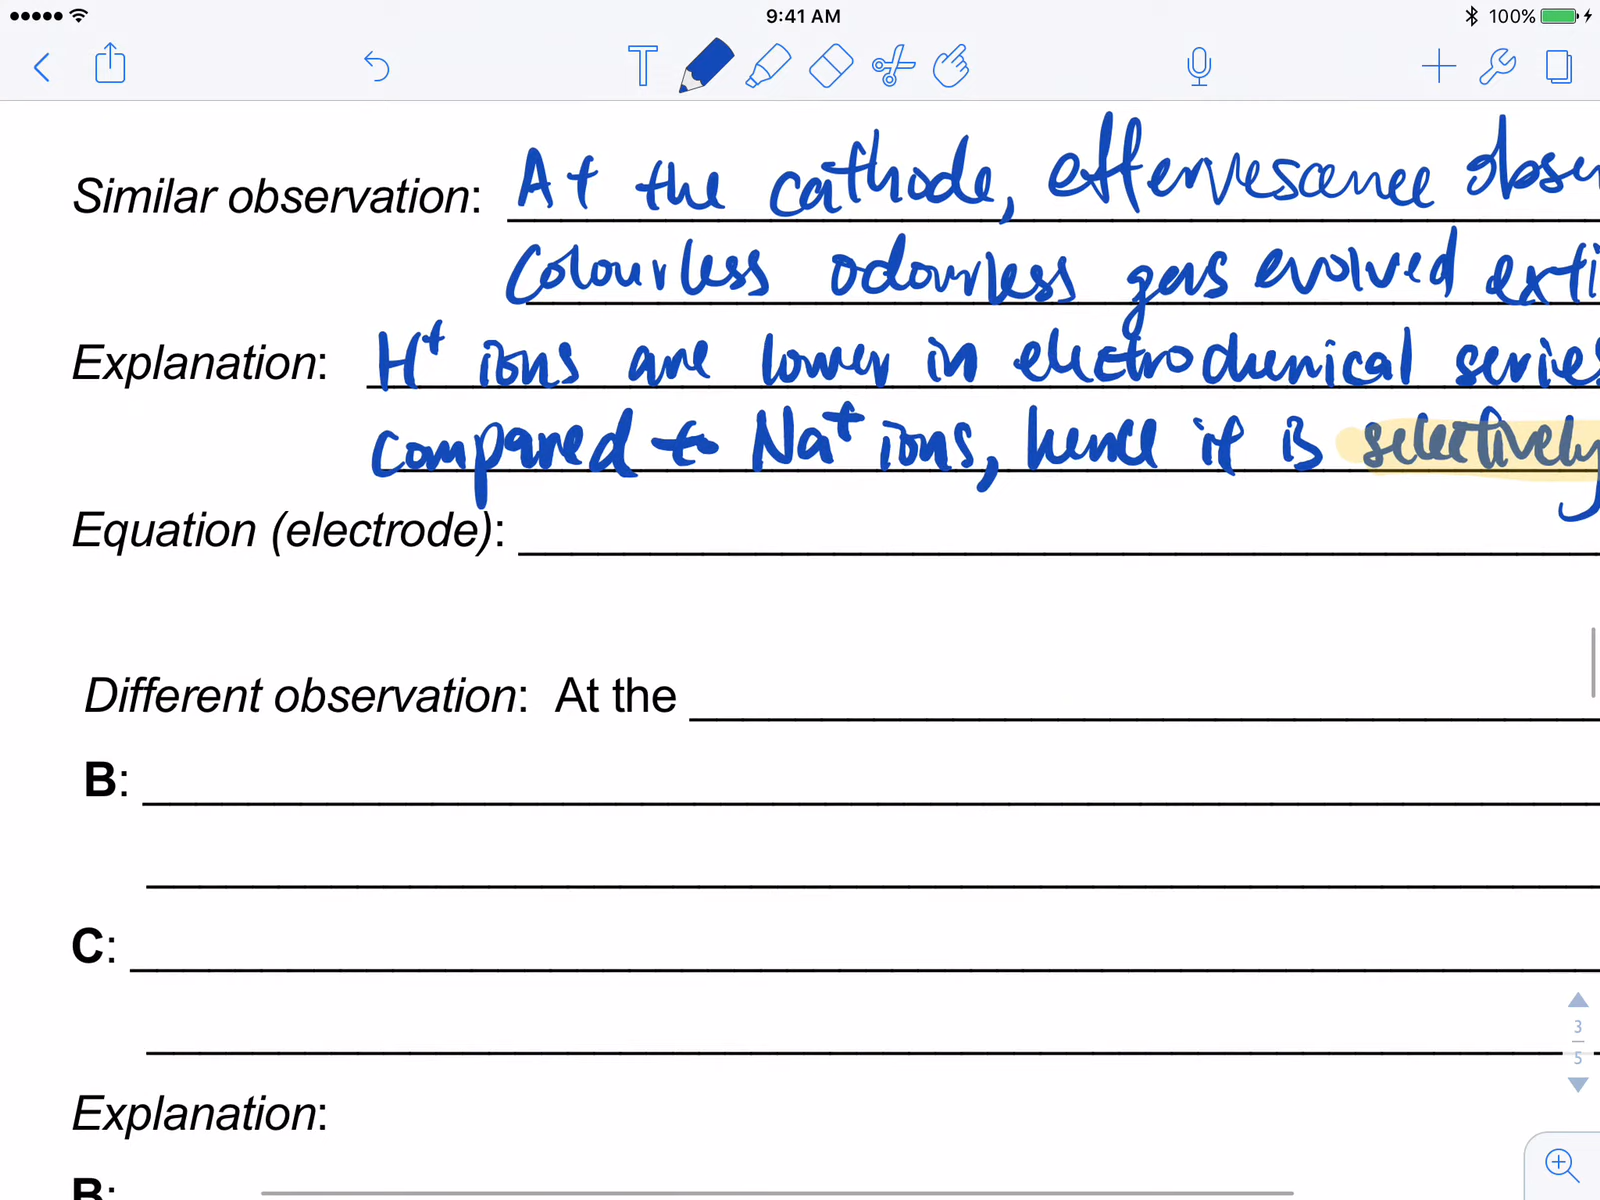 9:41 AM
100%
Similar observation: At the cathode, effervescence obse
Colourless odourless gas evolved exti
Explanation: H+ ions are lower in electrochemical series
compared to Na+ ions, hence it is selectively
Equation (electrode):
Different observation: At the
B:
C:
3
5
Explanation:
B: